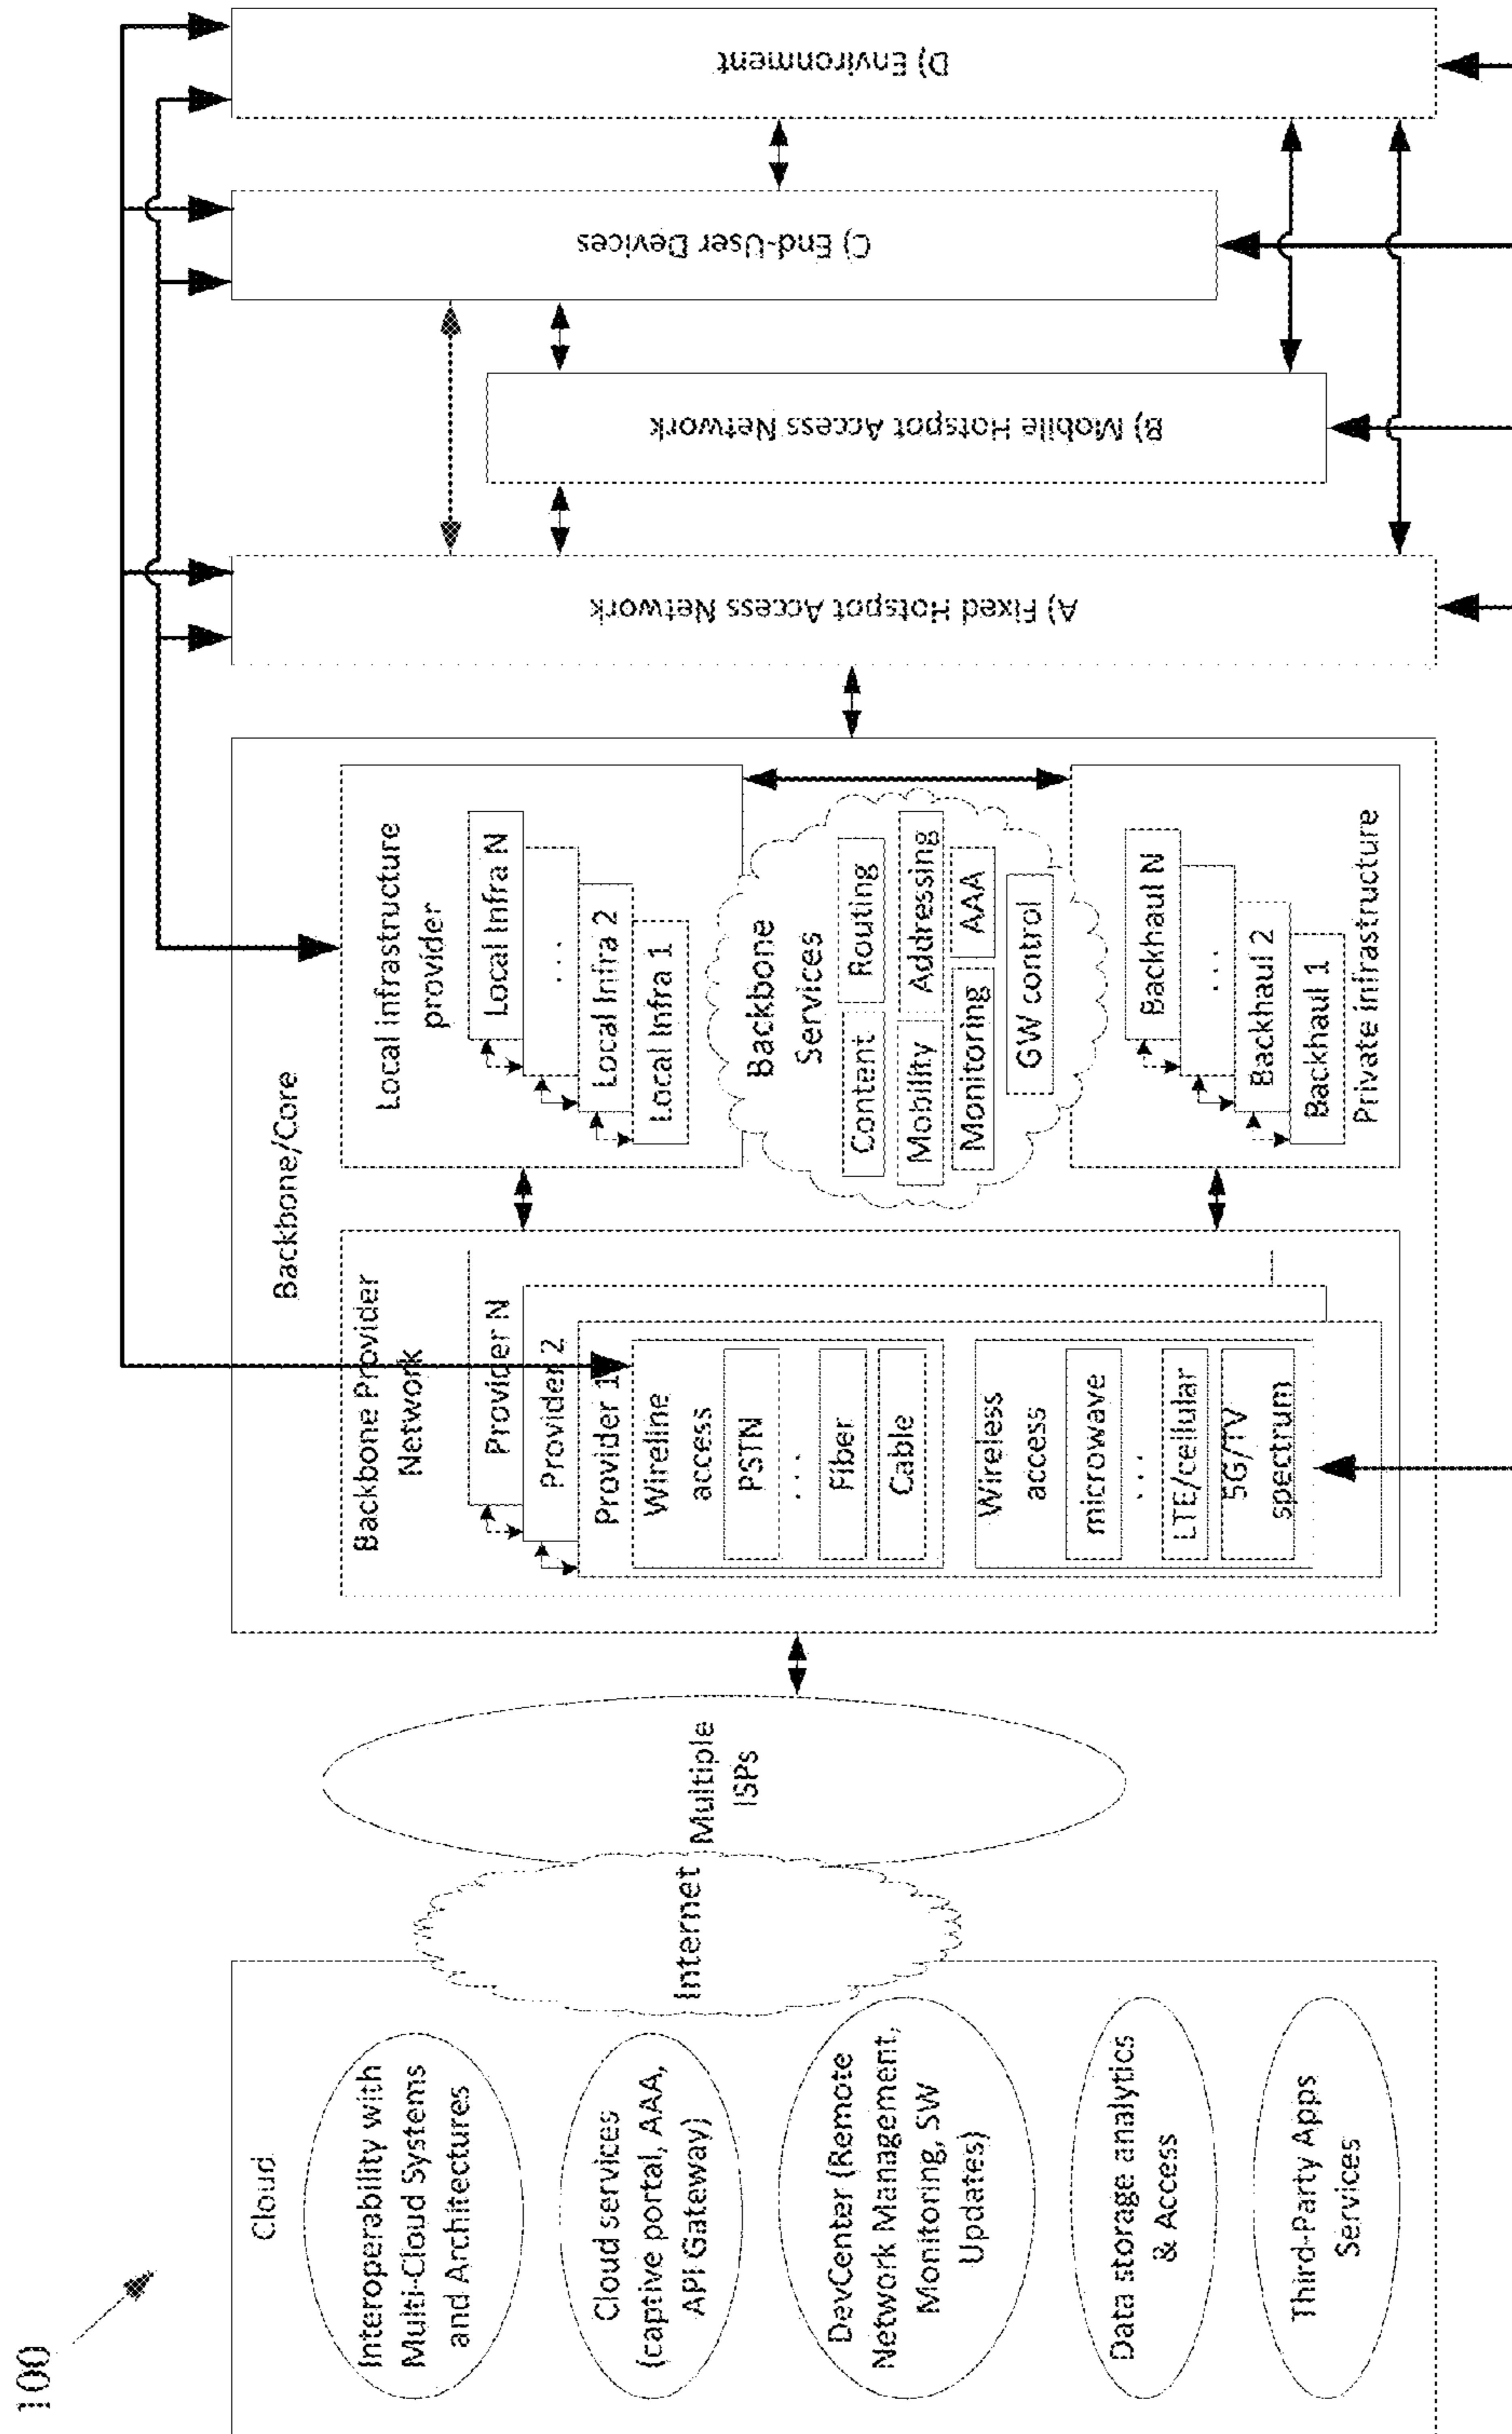 100
Cloud
Interoperability with
Multi-Cloud Systems
and Architectures
Cloud services
(captive portal, AAA,
API Gateway)
DevCenter (Remote
Network Management,
Monitoring, SW
Updates)
Data storage analytics
& Access
Third-Party Apps
Services
Internet
Multiple
ISPs
Backbone/Core
Backbone Provider
Network
Provider N
Provider 2
Provider 1
Wireline
access
PSTN
...
Fiber
Cable
Wireless
access
microwave
...
LTE/cellular
5G/TV
spectrum
Local infrastructure
provider
Local Infra N
...
Local Infra 2
Local Infra 1
Backbone
Services
Content
Routing
Mobility
Addressing
Monitoring
AAA
GW control
Backhaul N
...
Backhaul 2
Backhaul 1
Private infrastructure
A) Fixed Hotspot Access Network
B) Mobile Hotspot Access Network
C) End-User Devices
D) Environment